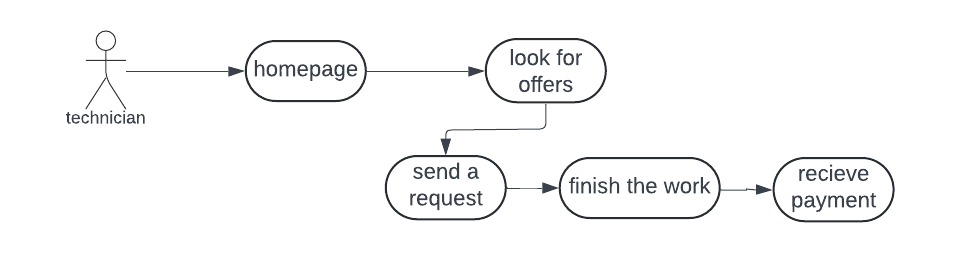 technician
homepage
look for
offers
send a
request
finish the work
recieve
payment